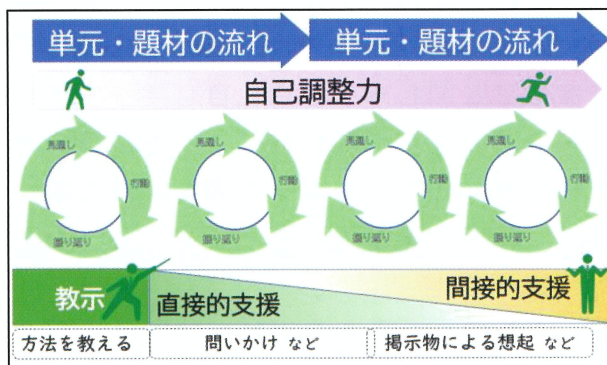 単元・題材の流れ
単元・題材の流れ
自己調整力
見直し
行動
振り返り
見直し
行動
振り返り
見直し
行動
振り返り
見直し
行動
振り返り
教示
直接的支援
間接的支援
方法を教える
問いかけ など
掲示物による想起 など